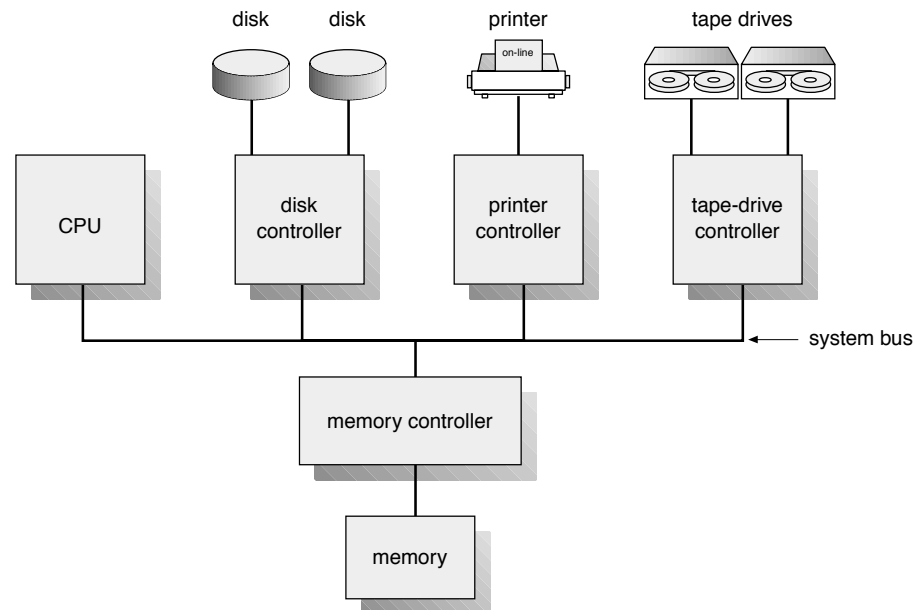 disk
disk
printer
tape drives
on-line
CPU
disk
controller
printer
controller
tape-drive
controller
system bus
memory controller
memory